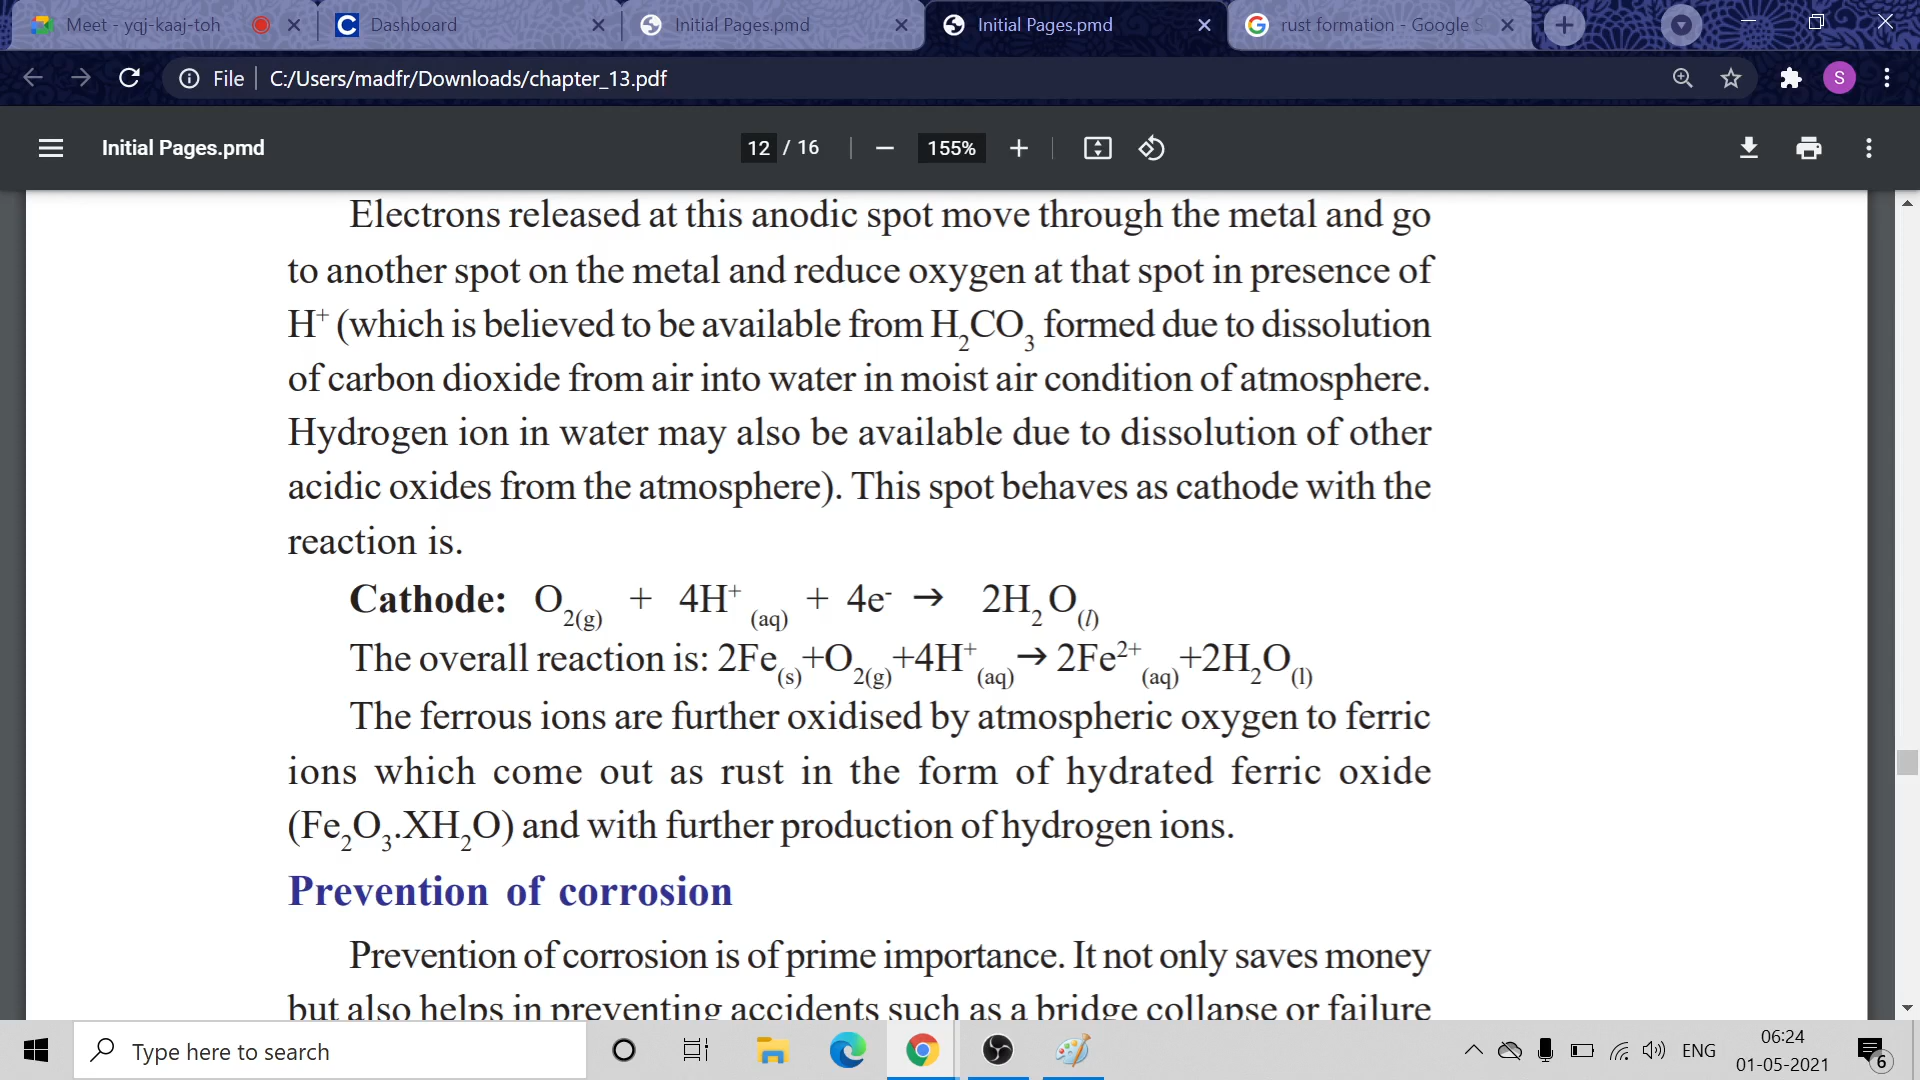 Meet - yqj-kaaj-toh
Dashboard
Initial Pages.pmd
Initial Pages.pmd
rust formation - Google S
File
C:/Users/madfr/Downloads/chapter_13.pdf
S
Initial Pages.pmd
12 / 16
155%
Electrons released at this anodic spot move through the metal and go
to another spot on the metal and reduce oxygen at that spot in presence of
H⁺ (which is believed to be available from H₂CO₃ formed due to dissolution
of carbon dioxide from air into water in moist air condition of atmosphere.
Hydrogen ion in water may also be available due to dissolution of other
acidic oxides from the atmosphere). This spot behaves as cathode with the
reaction is.
Cathode: O₂(g) + 4H⁺ (aq) + 4e⁻ → 2H₂O(l)
The overall reaction is: 2Fe(s)+O₂(g)+4H⁺(aq)→2Fe²⁺(aq)+2H₂O(l)
The ferrous ions are further oxidised by atmospheric oxygen to ferric
ions which come out as rust in the form of hydrated ferric oxide
(Fe₂O₃.XH₂O) and with further production of hydrogen ions.
Prevention of corrosion
Prevention of corrosion is of prime importance. It not only saves money
but also helps in preventing accidents such as a bridge collapse or failure
Type here to search
ENG
06:24
01-05-2021
6